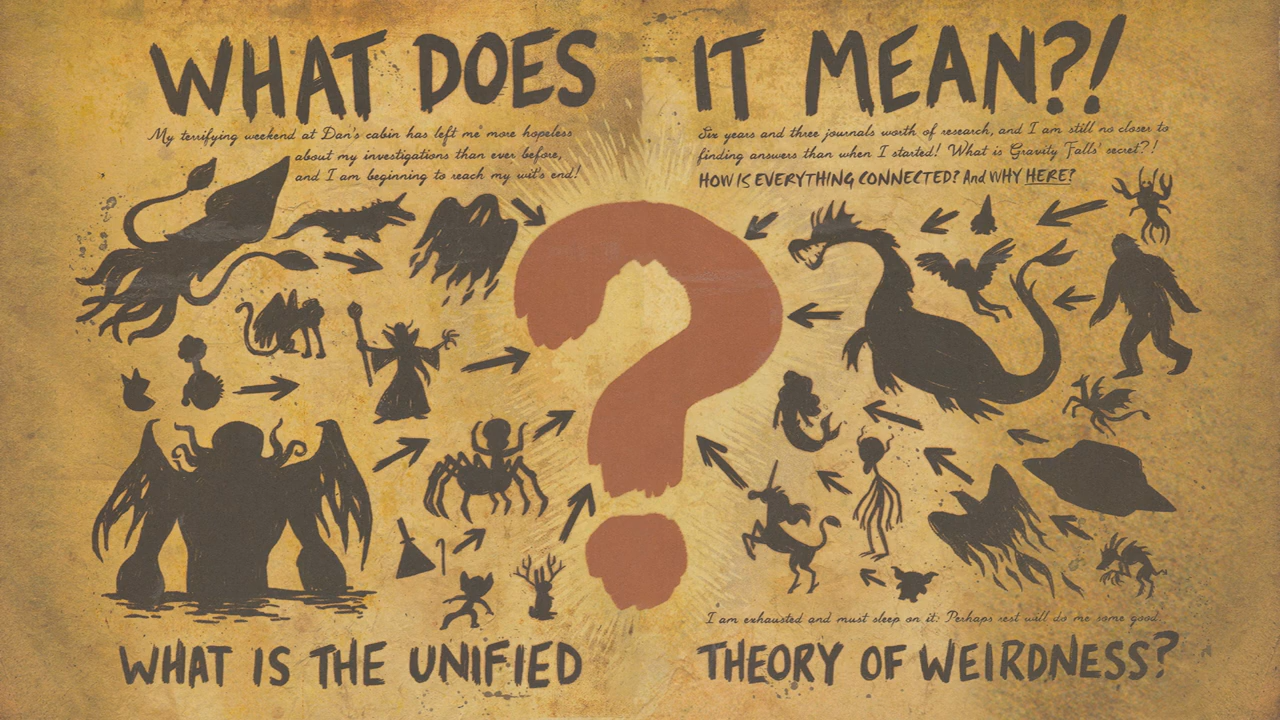 WHAT DOES IT MEAN?!
My terrifying weekend at Dan's cabin has left me more hopeless
about my investigations than ever before,
and I am beginning to reach my wit's end!
Six years and three journals worth of research, and I am still no closer to
finding answers than when I started! What is Gravity Falls' secret?!
HOW IS EVERYTHING CONNECTED? And WHY HERE?
I am exhausted and must sleep on it. Perhaps rest will do me some good.
WHAT IS THE UNIFIED THEORY OF WEIRDNESS?